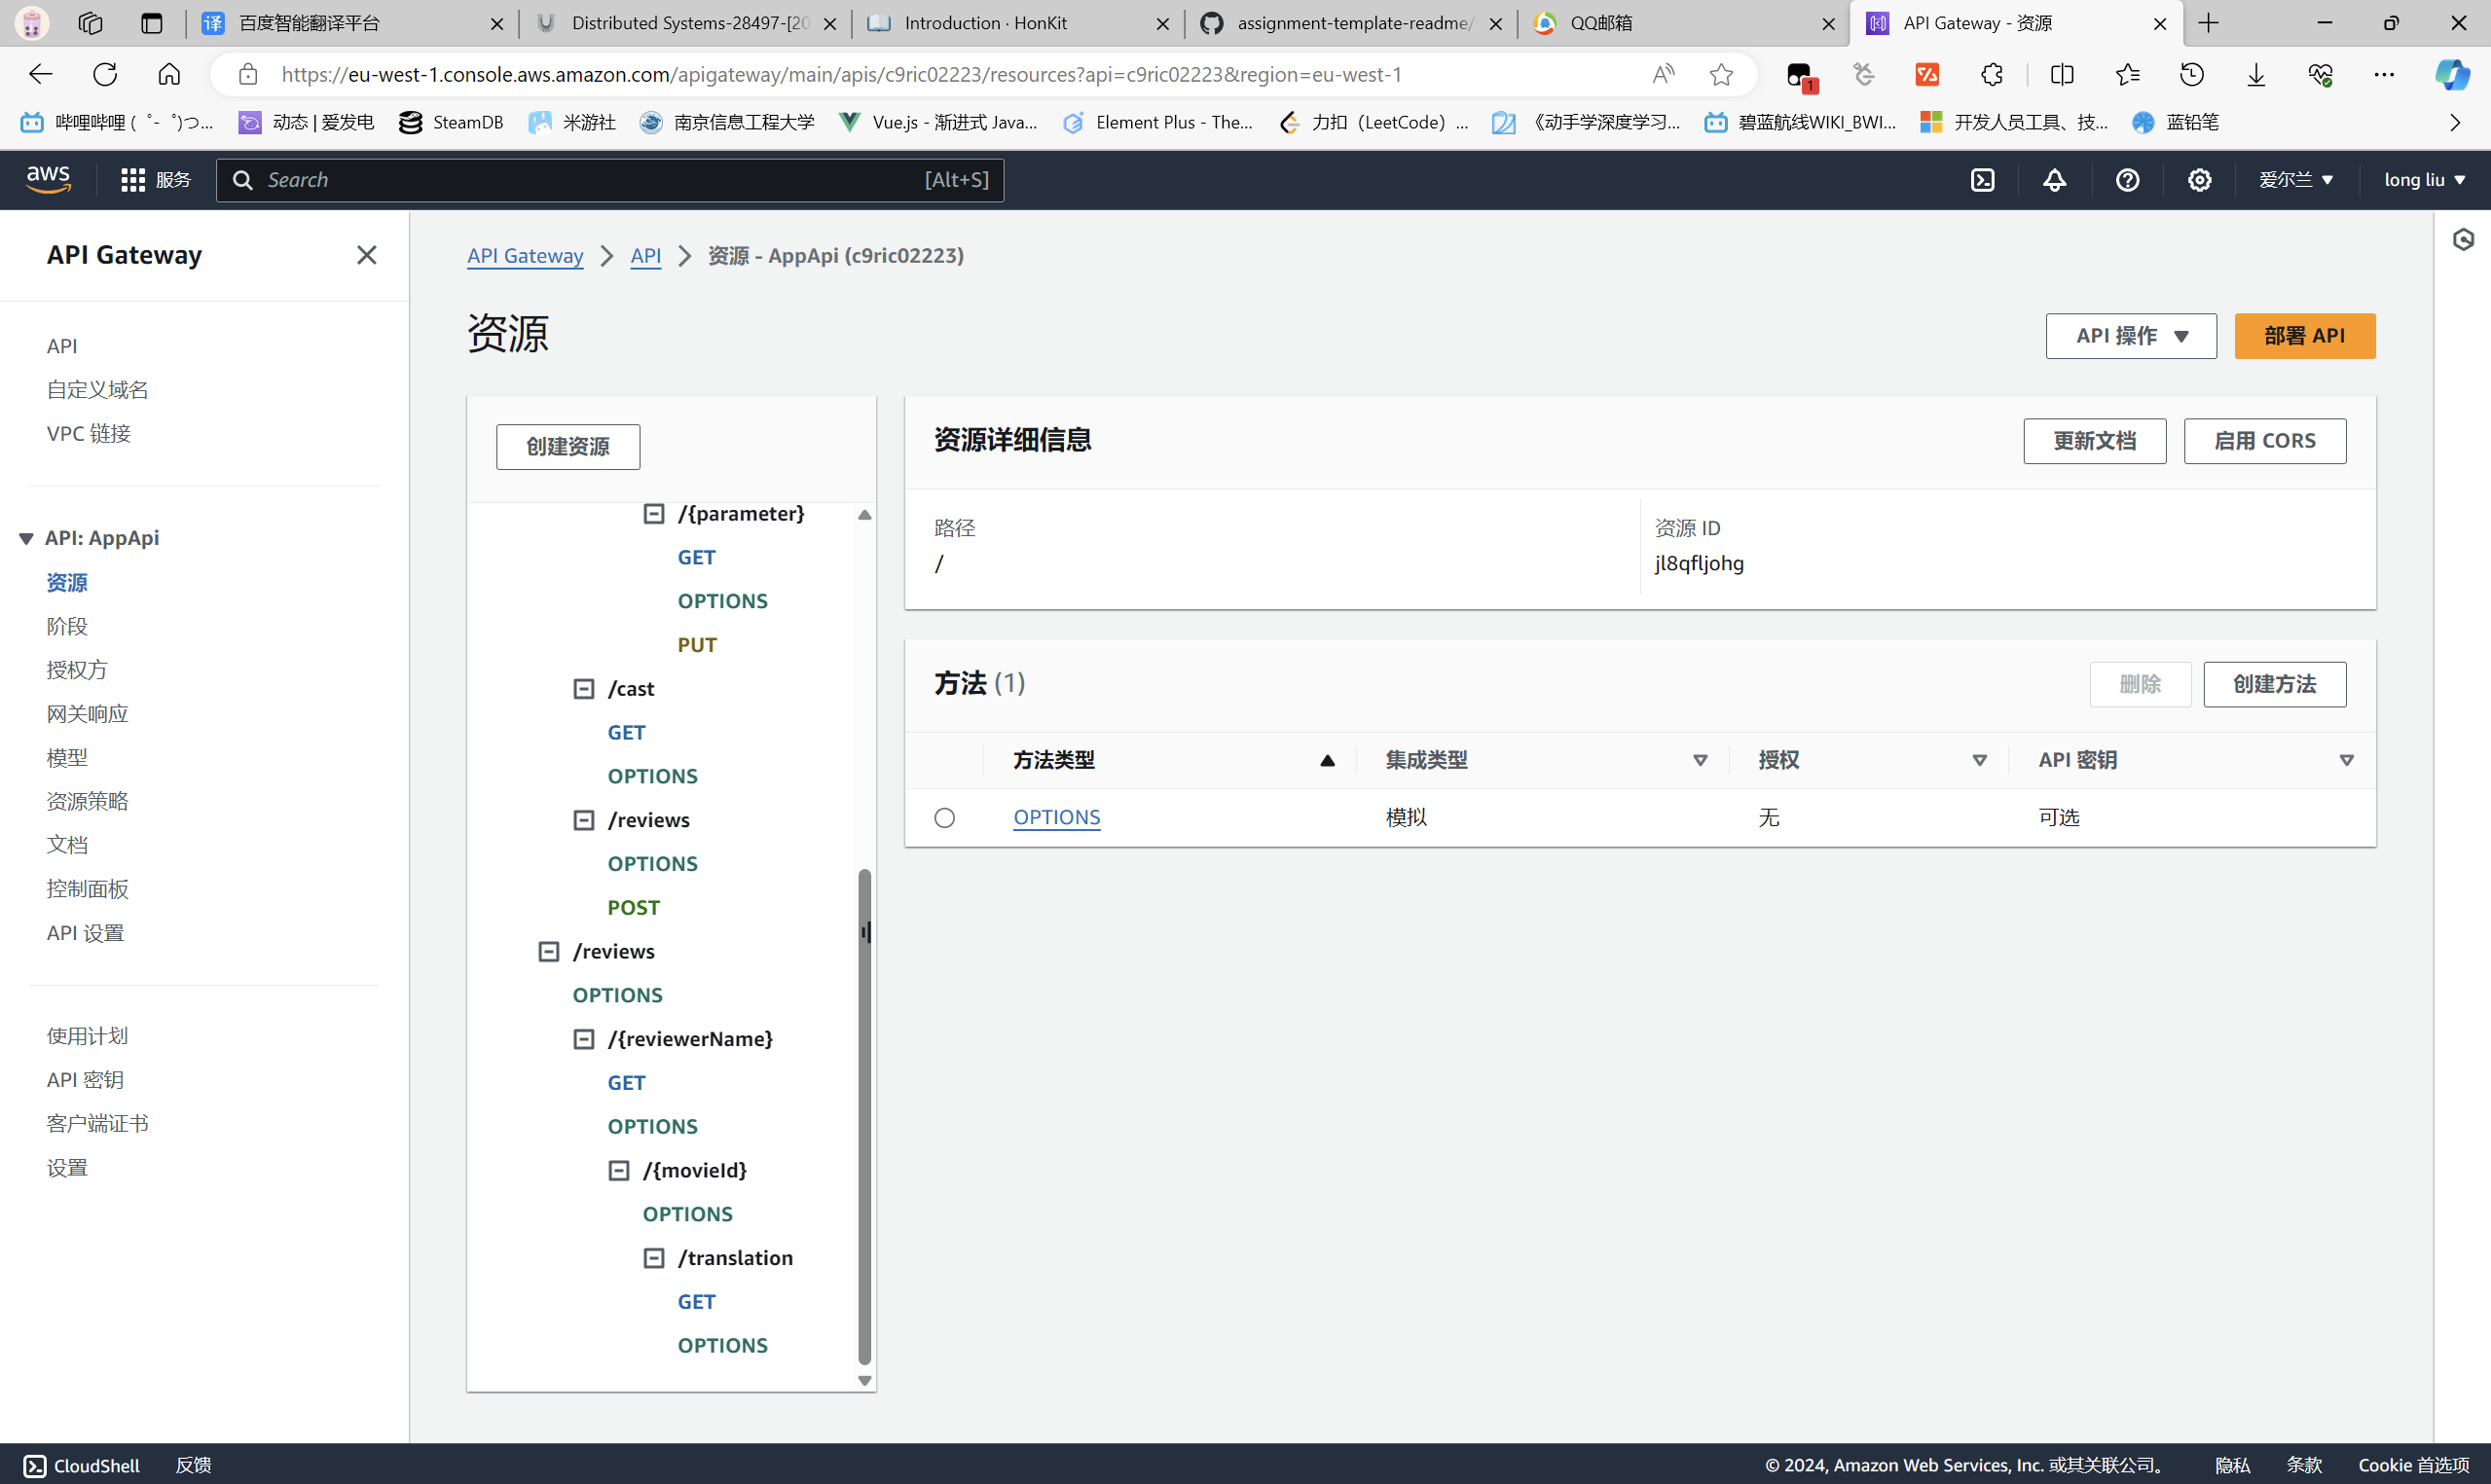 百度智能翻译平台
Distributed Systems-28497-[20
Introduction · HonKit
assignment-template-readme/
QQ邮箱
API Gateway - 资源
https://eu-west-1.console.aws.amazon.com/apigateway/main/apis/c9ric02223/resources?api=c9ric02223&region=eu-west-1
1
哔哩哔哩 ( ゜- ゜)つ...
动态 | 爱发电
SteamDB
米游社
南京信息工程大学
Vue.js - 渐进式 Java...
Element Plus - The...
力扣（LeetCode）...
《动手学深度学习...
碧蓝航线WIKI_BWI...
开发人员工具、技...
蓝铅笔
aws
服务
Search
[Alt+S]
爱尔兰
long liu
API Gateway
API
自定义域名
VPC 链接
API: AppApi
资源
阶段
授权方
网关响应
模型
资源策略
文档
控制面板
API 设置
使用计划
API 密钥
客户端证书
设置
API Gateway
API
资源 - AppApi (c9ric02223)
资源
API 操作
部署 API
创建资源
/{parameter}
GET
OPTIONS
PUT
/cast
GET
OPTIONS
/reviews
OPTIONS
POST
/reviews
OPTIONS
/{reviewerName}
GET
OPTIONS
/{movieId}
OPTIONS
/translation
GET
OPTIONS
资源详细信息
更新文档
启用 CORS
路径
/
资源 ID
jl8qfljohg
方法 (1)
删除
创建方法
方法类型
集成类型
授权
API 密钥
OPTIONS
模拟
无
可选
CloudShell
反馈
© 2024, Amazon Web Services, Inc. 或其关联公司。
隐私
条款
Cookie 首选项